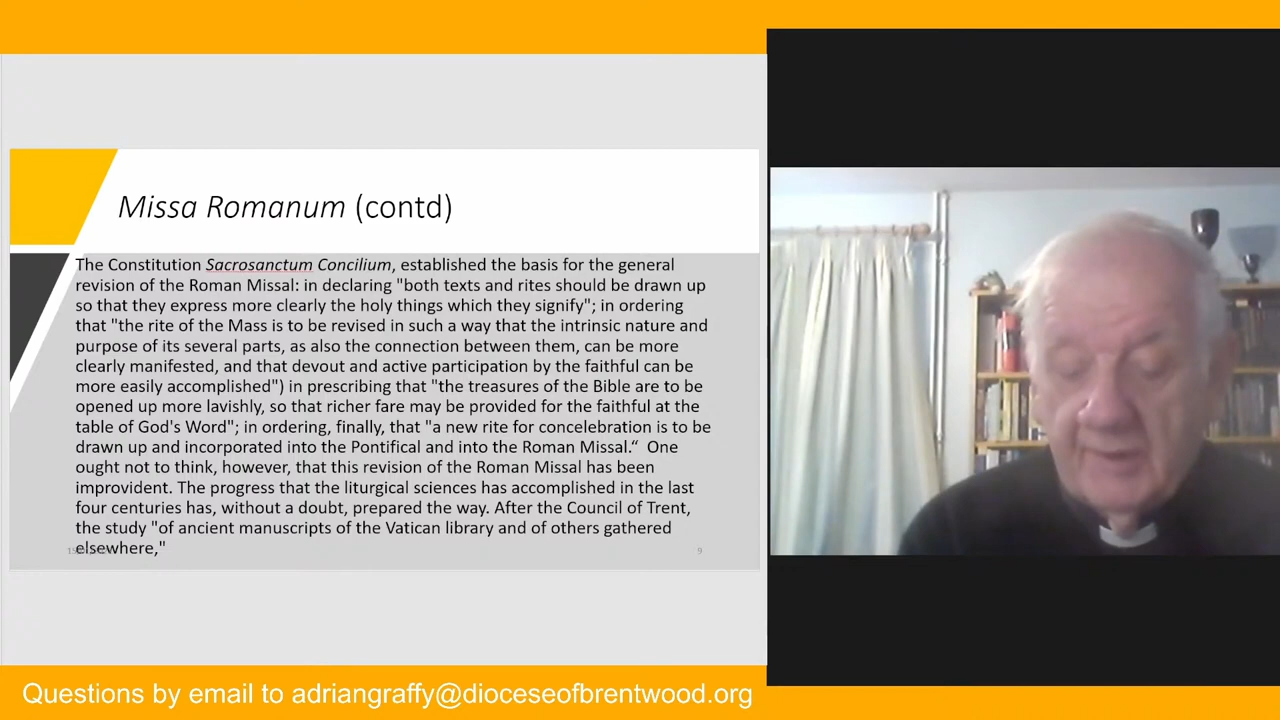 Missa Romanum (contd)
The Constitution Sacrosanctum Concilium, established the basis for the general
revision of the Roman Missal: in declaring "both texts and rites should be drawn up
so that they express more clearly the holy things which they signify"; in ordering
that "the rite of the Mass is to be revised in such a way that the intrinsic nature and
purpose of its several parts, as also the connection between them, can be more
clearly manifested, and that devout and active participation by the faithful can be
more easily accomplished") in prescribing that "the treasures of the Bible are to be
opened up more lavishly, so that richer fare may be provided for the faithful at the
table of God's Word"; in ordering, finally, that "a new rite for concelebration is to be
drawn up and incorporated into the Pontifical and into the Roman Missal.“ One
ought not to think, however, that this revision of the Roman Missal has been
improvident. The progress that the liturgical sciences has accomplished in the last
four centuries has, without a doubt, prepared the way. After the Council of Trent,
the study "of ancient manuscripts of the Vatican library and of others gathered
elsewhere,"
9
Questions by email to adriangraffy@dioceseofbrentwood.org